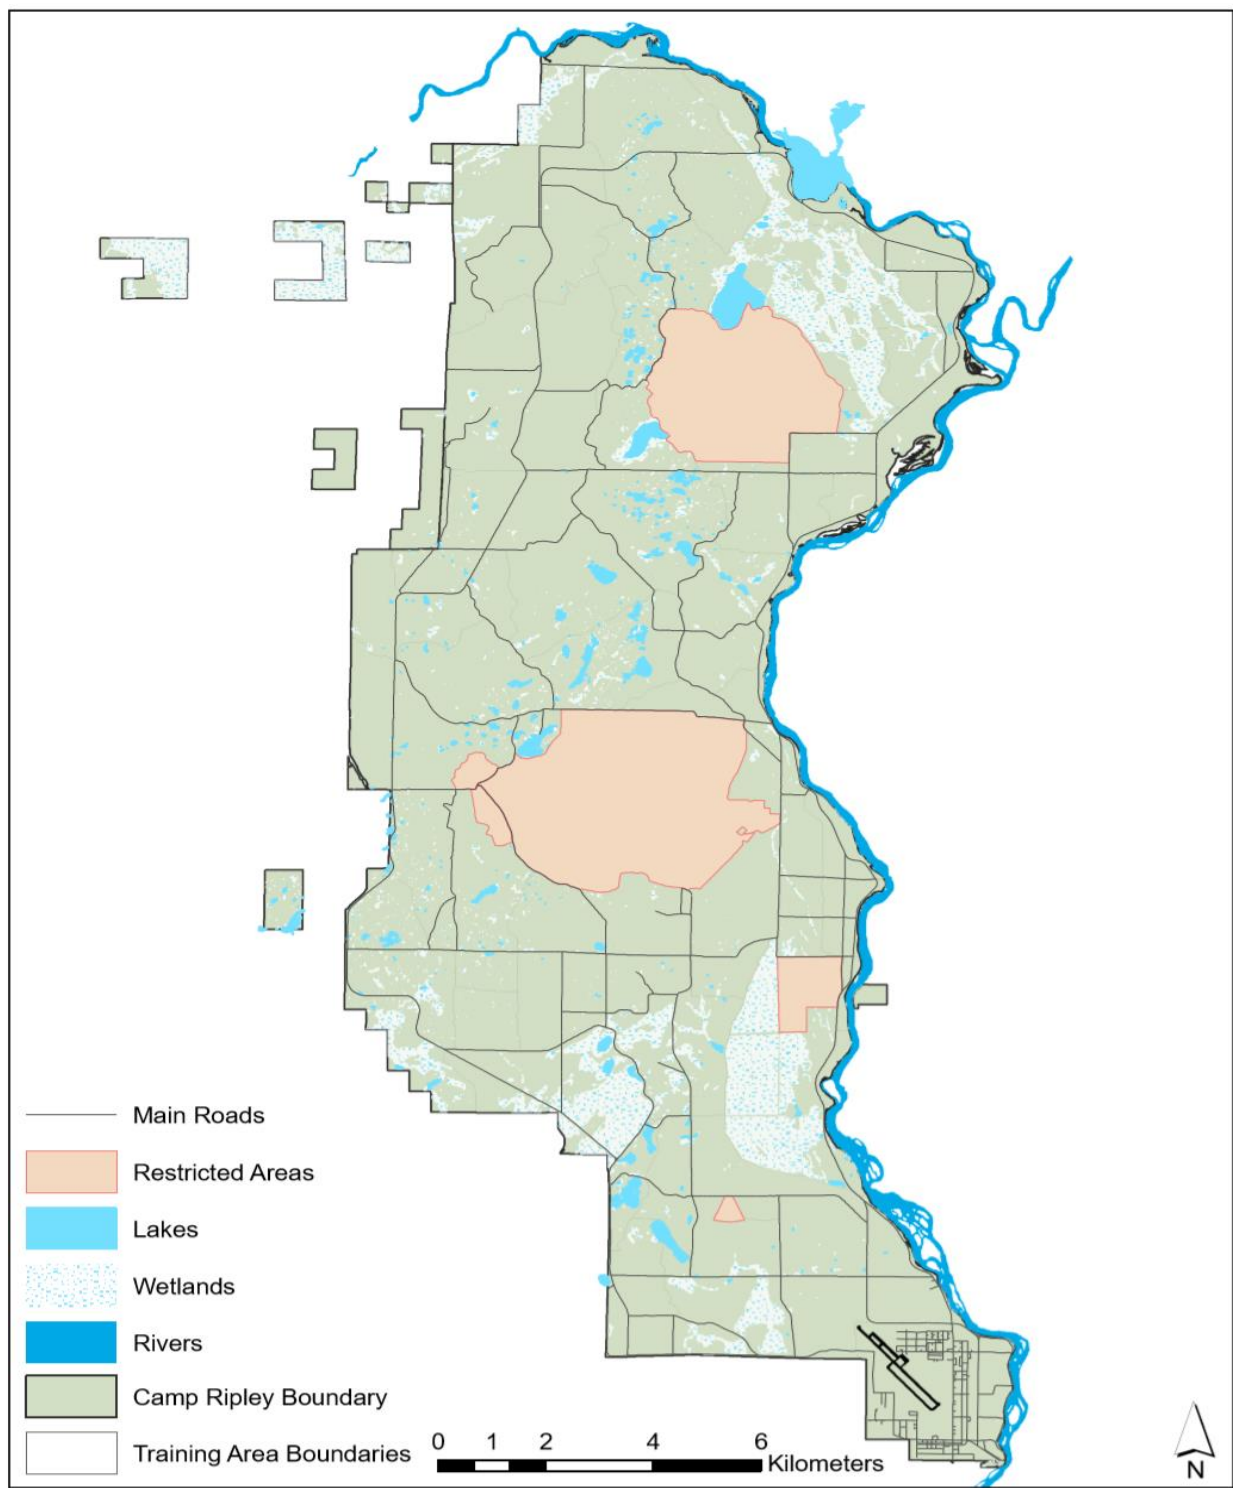 Main Roads
Restricted Areas
Lakes
Wetlands
Rivers
Camp Ripley Boundary
Training Area Boundaries
0 1 2 4 6
Kilometers
N